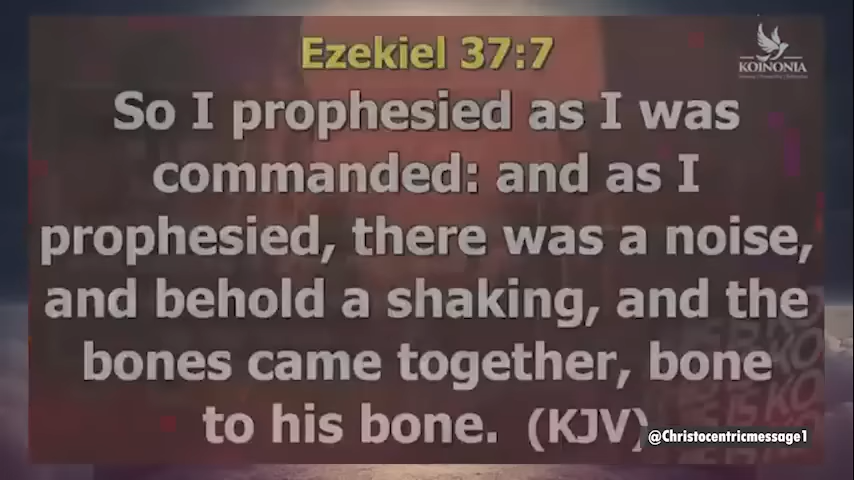 Ezekiel 37:7
KOINONIA
So I prophesied as I was
commanded: and as I
prophesied, there was a noise,
and behold a shaking, and the
bones came together, bone
to his bone. (KJV)
@Christocentricmessage1